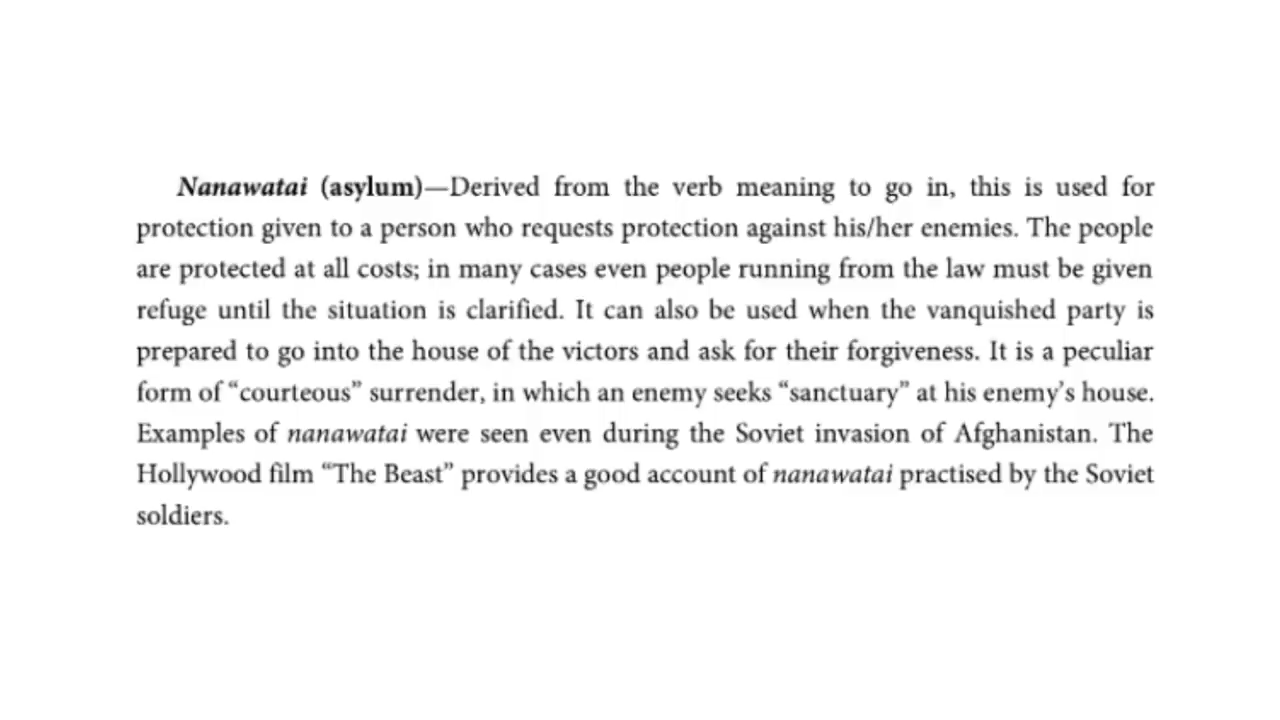 Nanawatai (asylum)—Derived from the verb meaning to go in, this is used for
protection given to a person who requests protection against his/her enemies. The people
are protected at all costs; in many cases even people running from the law must be given
refuge until the situation is clarified. It can also be used when the vanquished party is
prepared to go into the house of the victors and ask for their forgiveness. It is a peculiar
form of “courteous” surrender, in which an enemy seeks “sanctuary” at his enemy’s house.
Examples of nanawatai were seen even during the Soviet invasion of Afghanistan. The
Hollywood film “The Beast” provides a good account of nanawatai practised by the Soviet
soldiers.